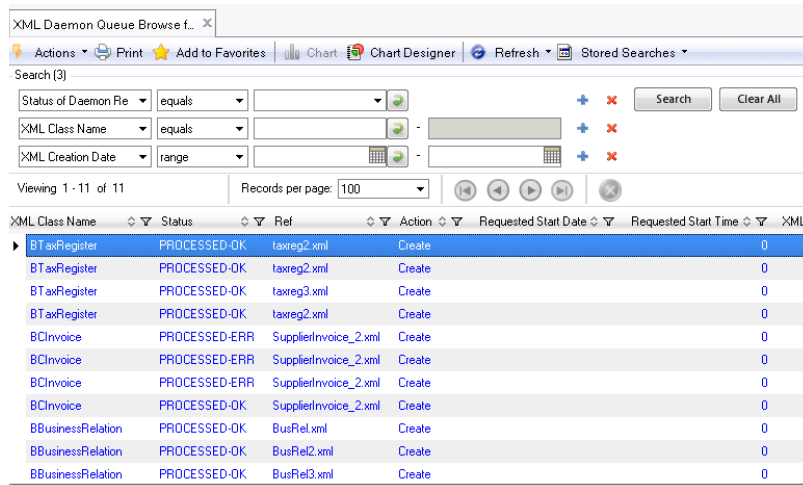 XML Daemon Queue Browse f...
Actions Print Add to Favorites Chart Chart Designer Refresh Stored Searches
Search (3)
Status of Daemon Re equals Search Clear All
XML Class Name equals -
XML Creation Date range -
Viewing 1 - 11 of 11 Records per page: 100
XML Class Name Status Ref Action Requested Start Date Requested Start Time XML
BTaxRegister PROCESSED-OK taxreg2.xml Create 0
BTaxRegister PROCESSED-OK taxreg2.xml Create 0
BTaxRegister PROCESSED-OK taxreg3.xml Create 0
BTaxRegister PROCESSED-OK taxreg2.xml Create 0
BCInvoice PROCESSED-ERR SupplierInvoice_2.xml Create 0
BCInvoice PROCESSED-ERR SupplierInvoice_2.xml Create 0
BCInvoice PROCESSED-ERR SupplierInvoice_2.xml Create 0
BCInvoice PROCESSED-OK SupplierInvoice_2.xml Create 0
BBusinessRelation PROCESSED-OK BusRel.xml Create 0
BBusinessRelation PROCESSED-OK BusRel2.xml Create 0
BBusinessRelation PROCESSED-OK BusRel3.xml Create 0